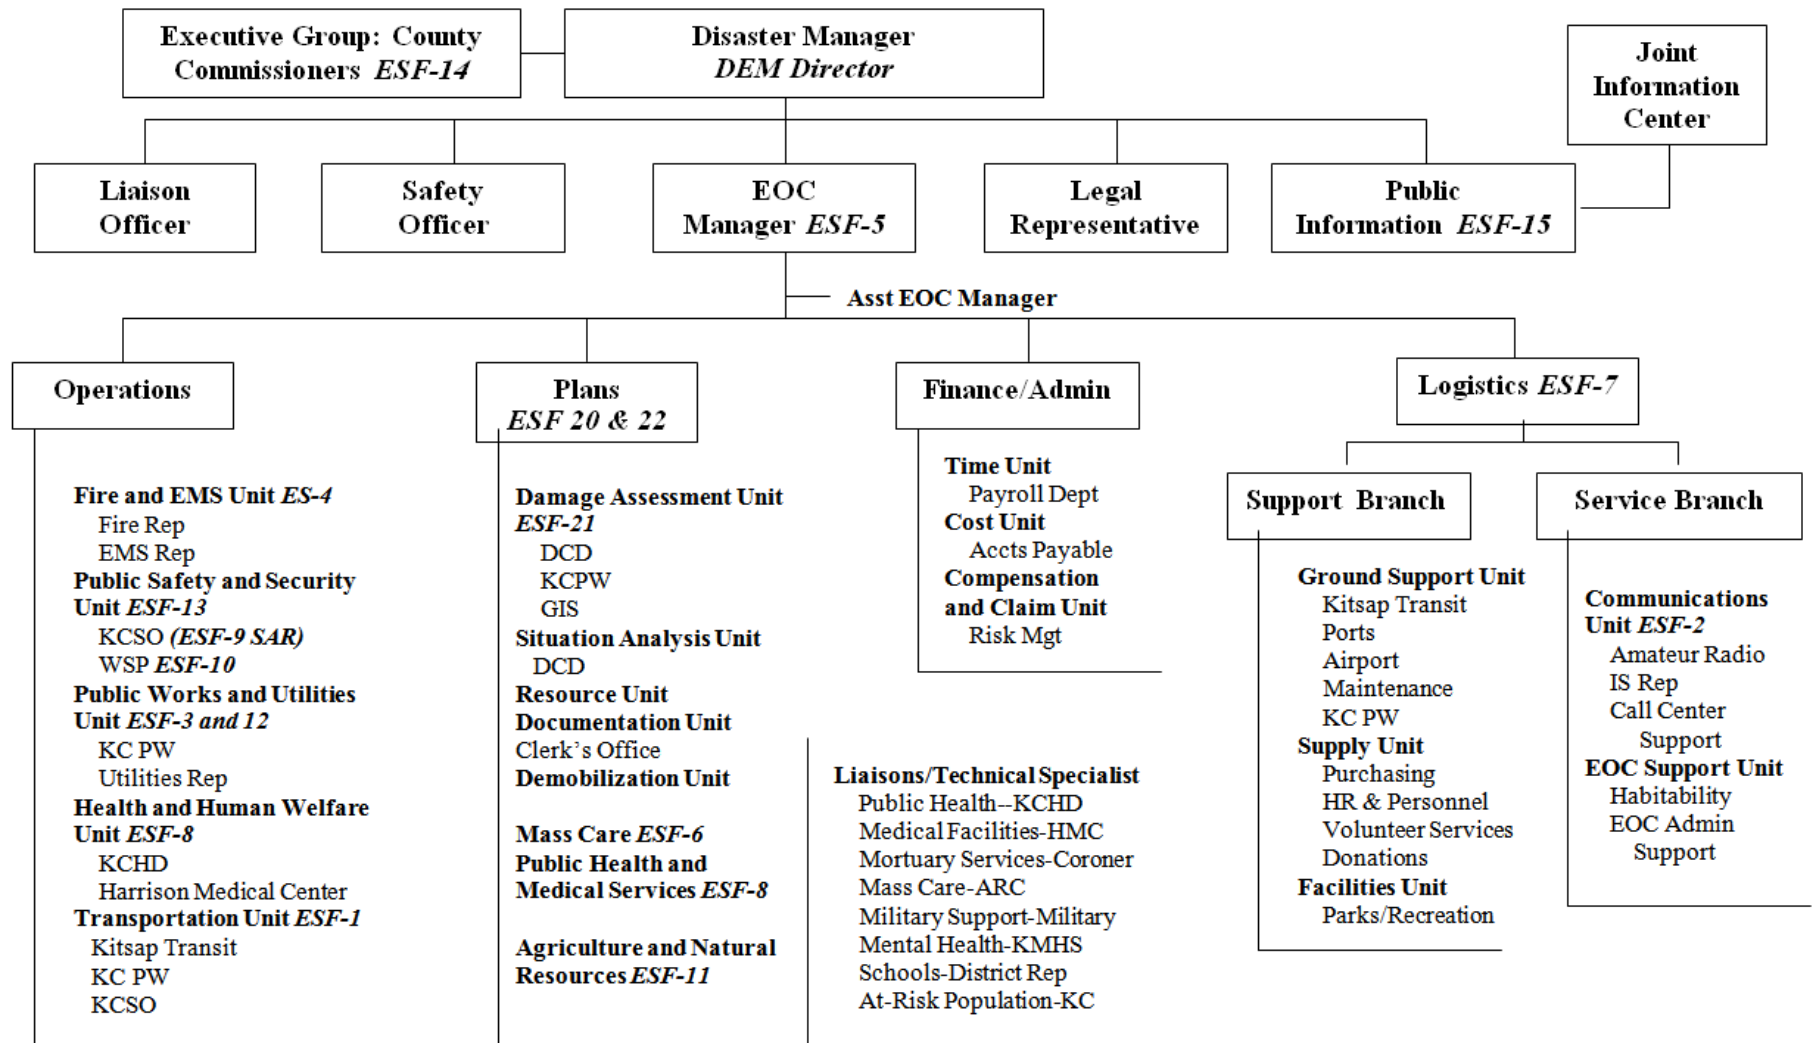 Executive Group: County
Commissioners ESF-14
Disaster Manager
DEM Director
Joint
Information
Center
Liaison
Officer
Safety
Officer
EOC
Manager ESF-5
Legal
Representative
Public
Information ESF-15
Asst EOC Manager
Operations
Plans
ESF 20 & 22
Finance/Admin
Logistics ESF-7
Fire and EMS Unit ES-4
Fire Rep
EMS Rep
Public Safety and Security
Unit ESF-13
KCSO (ESF-9 SAR)
WSP ESF-10
Public Works and Utilities
Unit ESF-3 and 12
KC PW
Utilities Rep
Health and Human Welfare
Unit ESF-8
KCHD
Harrison Medical Center
Transportation Unit ESF-1
Kitsap Transit
KC PW
KCSO
Damage Assessment Unit
ESF-21
DCD
KCPW
GIS
Situation Analysis Unit
DCD
Resource Unit
Documentation Unit
Clerk's Office
Demobilization Unit
Mass Care ESF-6
Public Health and
Medical Services ESF-8
Agriculture and Natural
Resources ESF-11
Time Unit
Payroll Dept
Cost Unit
Accts Payable
Compensation
and Claim Unit
Risk Mgt
Liaisons/Technical Specialist
Public Health--KCHD
Medical Facilities-HMC
Mortuary Services-Coroner
Mass Care-ARC
Military Support-Military
Mental Health-KMHS
Schools-District Rep
At-Risk Population-KC
Support Branch
Ground Support Unit
Kitsap Transit
Ports
Airport
Maintenance
KC PW
Supply Unit
Purchasing
HR & Personnel
Volunteer Services
Donations
Facilities Unit
Parks/Recreation
Service Branch
Communications
Unit ESF-2
Amateur Radio
IS Rep
Call Center
Support
EOC Support Unit
Habitability
EOC Admin
Support